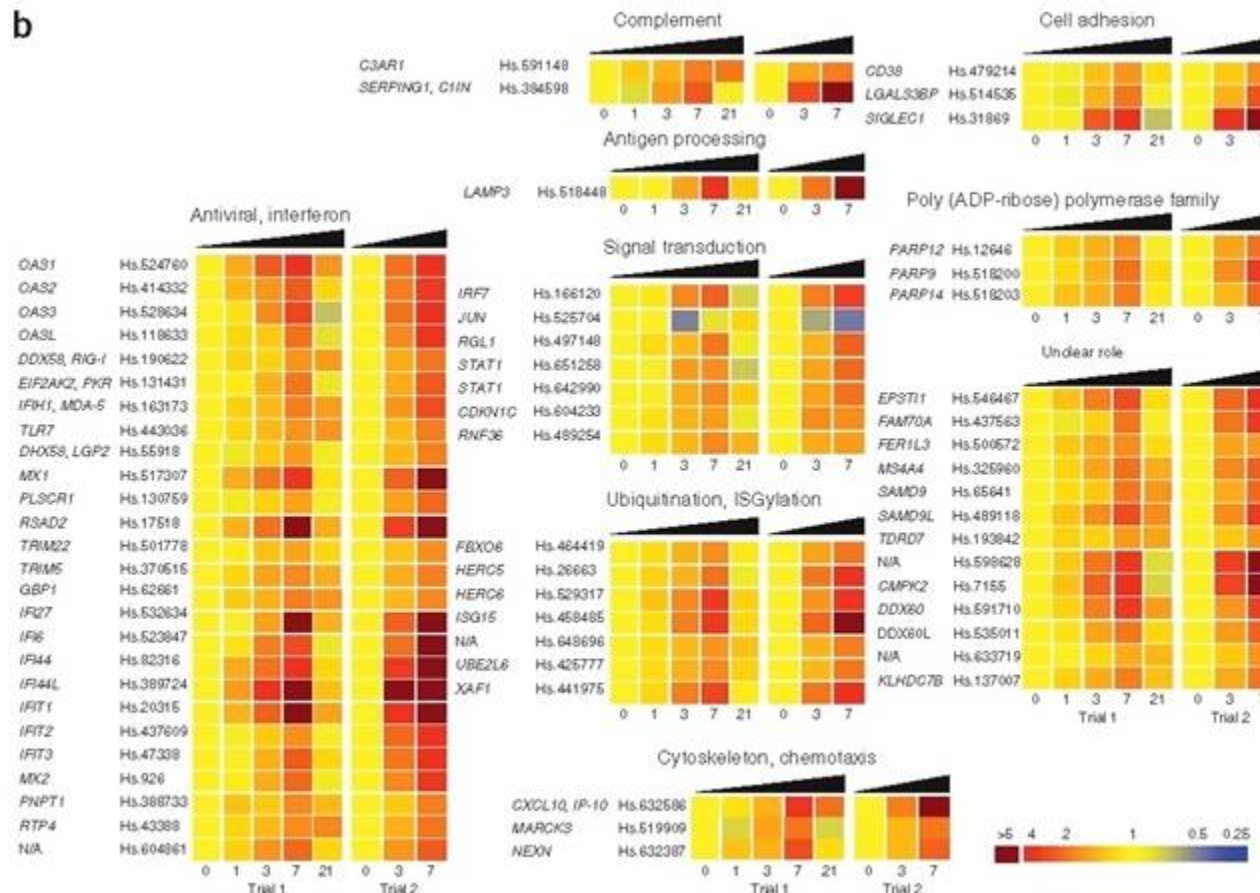 b
Complement
C3AR1 Hs.591148
SERPING1, C1IN Hs.384598
0 1 3 7 21 0 3 7
Cell adhesion
CD38 Hs.479214
LGALS3BP Hs.514535
SIGLEC1 Hs.31869
0 1 3 7 21 0 3
Antigen processing
LAMP3 Hs.518448
0 1 3 7 21 0 3 7
Poly (ADP-ribose) polymerase family
PARP12 Hs.12646
PARP9 Hs.518200
PARP14 Hs.518203
0 1 3 7 21 0 3
Antiviral, interferon
OAS1 Hs.524760
OAS2 Hs.414332
OAS3 Hs.528634
OASL Hs.118633
DDX58, RIG-I Hs.190622
EIF2AK2, PKR Hs.131431
IFIH1, MDA-5 Hs.163173
TLR7 Hs.443036
DHX58, LGP2 Hs.55918
MX1 Hs.517307
PLSCR1 Hs.130759
RSAD2 Hs.17518
TRIM22 Hs.501778
TRIM5 Hs.370515
GBP1 Hs.62661
IFI27 Hs.532634
IFI6 Hs.523847
IFI44 Hs.82316
IFI44L Hs.389724
IFIT1 Hs.20315
IFIT2 Hs.437609
IFIT3 Hs.47338
MX2 Hs.926
PNPT1 Hs.388733
RTP4 Hs.43388
N/A Hs.604861
0 1 3 7 21 0 3 7
Trial 1 Trial 2
Signal transduction
IRF7 Hs.166120
JUN Hs.525704
RGL1 Hs.497148
STAT1 Hs.651258
STAT1 Hs.642990
CDKN1C Hs.604233
RNF36 Hs.489254
0 1 3 7 21 0 3 7
Ubiquitination, ISGylation
FBXO6 Hs.464419
HERC5 Hs.26663
HERC6 Hs.529317
ISG15 Hs.458485
N/A Hs.648696
UBE2L6 Hs.425777
XAF1 Hs.441975
0 1 3 7 21 0 3 7
Unclear role
EPSTI1 Hs.546467
FAM70A Hs.437563
FER1L3 Hs.500572
MS4A4 Hs.325960
SAMD9 Hs.65641
SAMD9L Hs.489118
TDRD7 Hs.193842
N/A Hs.598628
CMPK2 Hs.7155
DDX60 Hs.591710
DDX60L Hs.535011
N/A Hs.633719
KLHDC7B Hs.137007
0 1 3 7 21 0 3
Trial 1 Trial 2
Cytoskeleton, chemotaxis
CXCL10, IP-10 Hs.632586
MARCKS Hs.519909
NEXN Hs.632387
0 1 3 7 21 0 3 7
Trial 1 Trial 2
>5 4 2 1 0.5 0.25